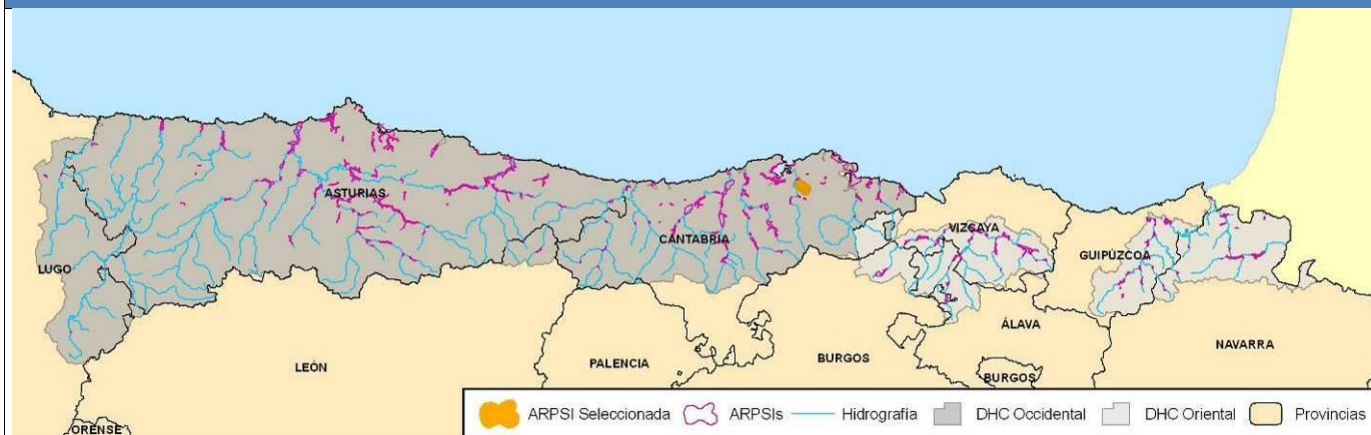 ASTURIAS
VIZCAYA
CANTABRIA
GUIPÚZCOA
LUGO
ÁLAVA
NAVARRA
LEÓN
PALENCIA
BURGOS
BURGOS
ORENSE
ARPSI Seleccionada ARPSIs Hidrografía DHC Occidental DHC Oriental Provincias